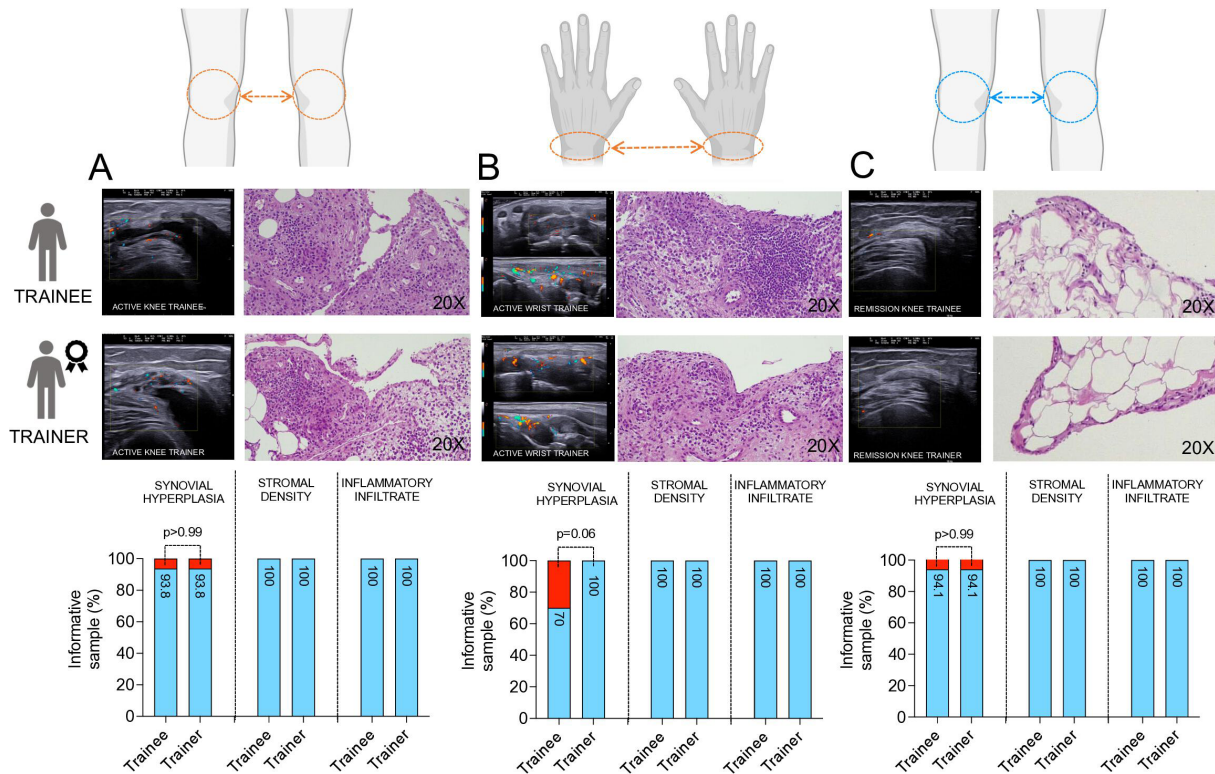 A
B
C
TRAINEE
ACTIVE KNEE TRAINEE-
20X
ACTIVE WRIST TRAINEE
20X
REMISSION KNEE TRAINEE
20X
TRAINER
ACTIVE KNEE TRAINER
20X
ACTIVE WRIST TRAINER
20X
REMISSION KNEE TRAINER
20X
SYNOVIAL
HYPERPLASIA
STROMAL
DENSITY
INFLAMMATORY
INFILTRATE
p>0.99
Informative
sample (%)
100
80
60
40
20
0
93.8
93.8
100
100
100
100
Trainee
Trainer
Trainee
Trainer
Trainee
Trainer
SYNOVIAL
HYPERPLASIA
STROMAL
DENSITY
INFLAMMATORY
INFILTRATE
p=0.06
Informative
sample (%)
100
80
60
40
20
0
70
100
100
100
100
100
Trainee
Trainer
Trainee
Trainer
Trainee
Trainer
SYNOVIAL
HYPERPLASIA
STROMAL
DENSITY
INFLAMMATORY
INFILTRATE
p>0.99
Informative
sample (%)
100
80
60
40
20
0
94.1
94.1
100
100
100
100
Trainee
Trainer
Trainee
Trainer
Trainee
Trainer